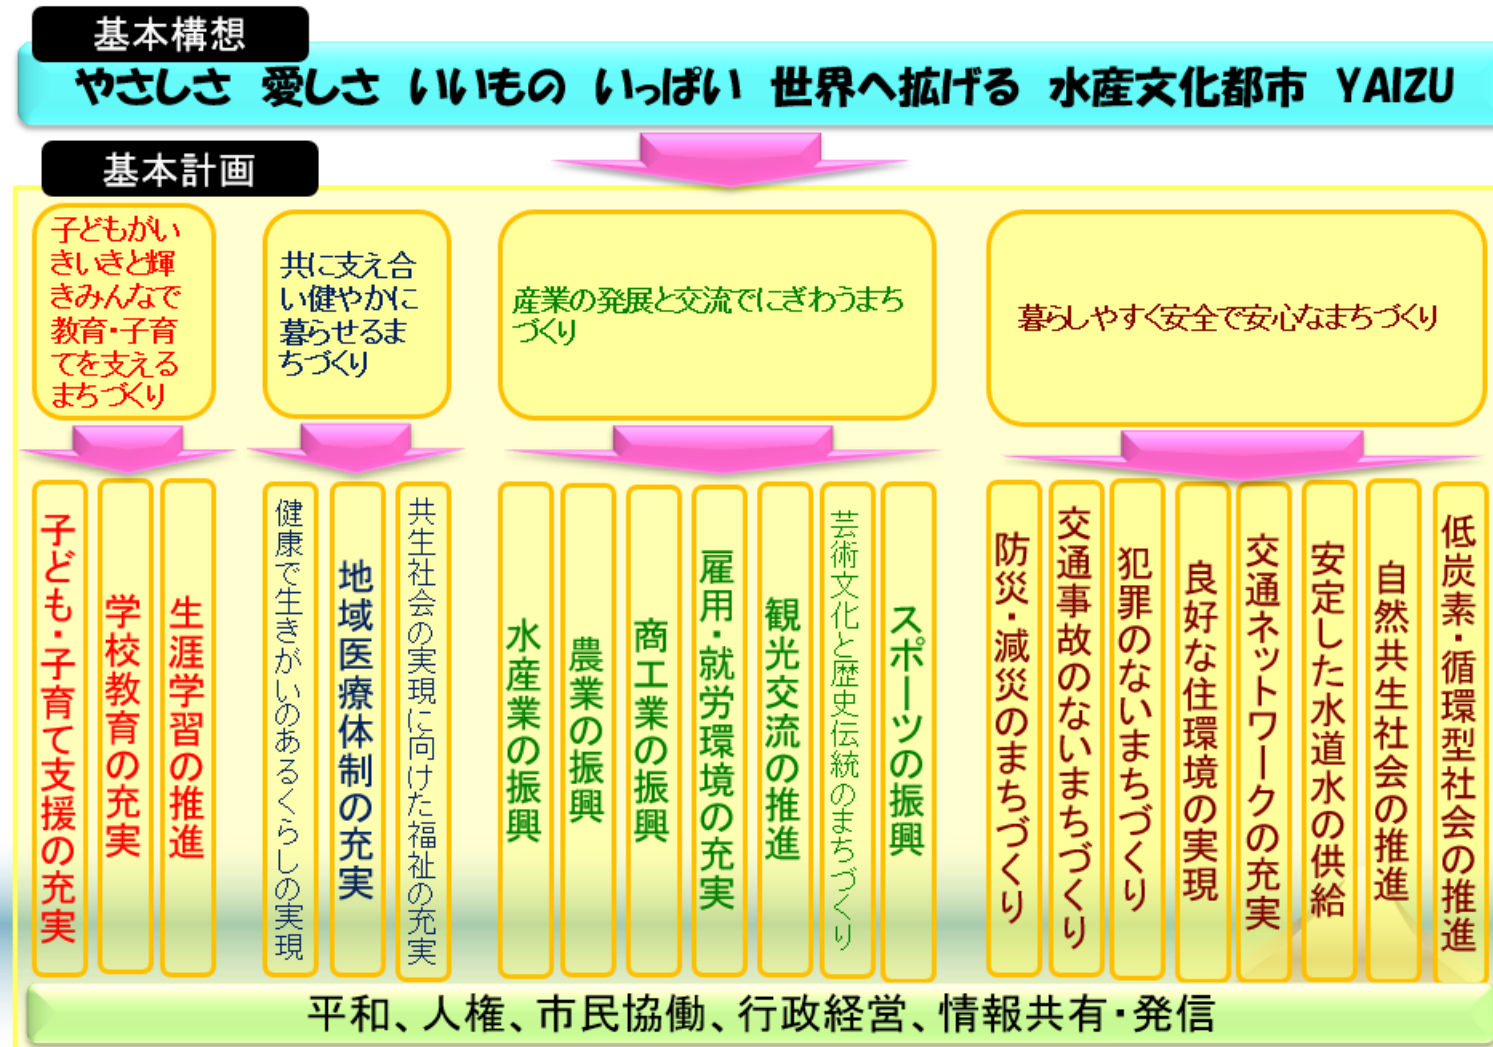 基本構想
やさしさ 愛しさ いいもの いっぱい 世界へ拡げる 水産文化都市 YAIZU
基本計画
子どもがい
きいきと輝
きみんなで
教育・子育
てを支える
まちづくり
共に支え合
い健やかに
暮らせるま
ちづくり
産業の発展と交流でにぎわうまち
づくり
暮らしやすく安全で安心なまちづくり
子ども・子育て支援の充実
学校教育の充実
生涯学習の推進
健康で生きがいのあるくらしの実現
地域医療体制の充実
共生社会の実現に向けた福祉の充実
水産業の振興
農業の振興
商工業の振興
雇用・就労環境の充実
観光交流の推進
芸術文化と歴史伝統のまちづくり
スポーツの振興
防災・減災のまちづくり
交通事故のないまちづくり
犯罪のないまちづくり
良好な住環境の実現
交通ネットワークの充実
安定した水道水の供給
自然共生社会の推進
低炭素・循環型社会の推進
平和、人権、市民協働、行政経営、情報共有・発信